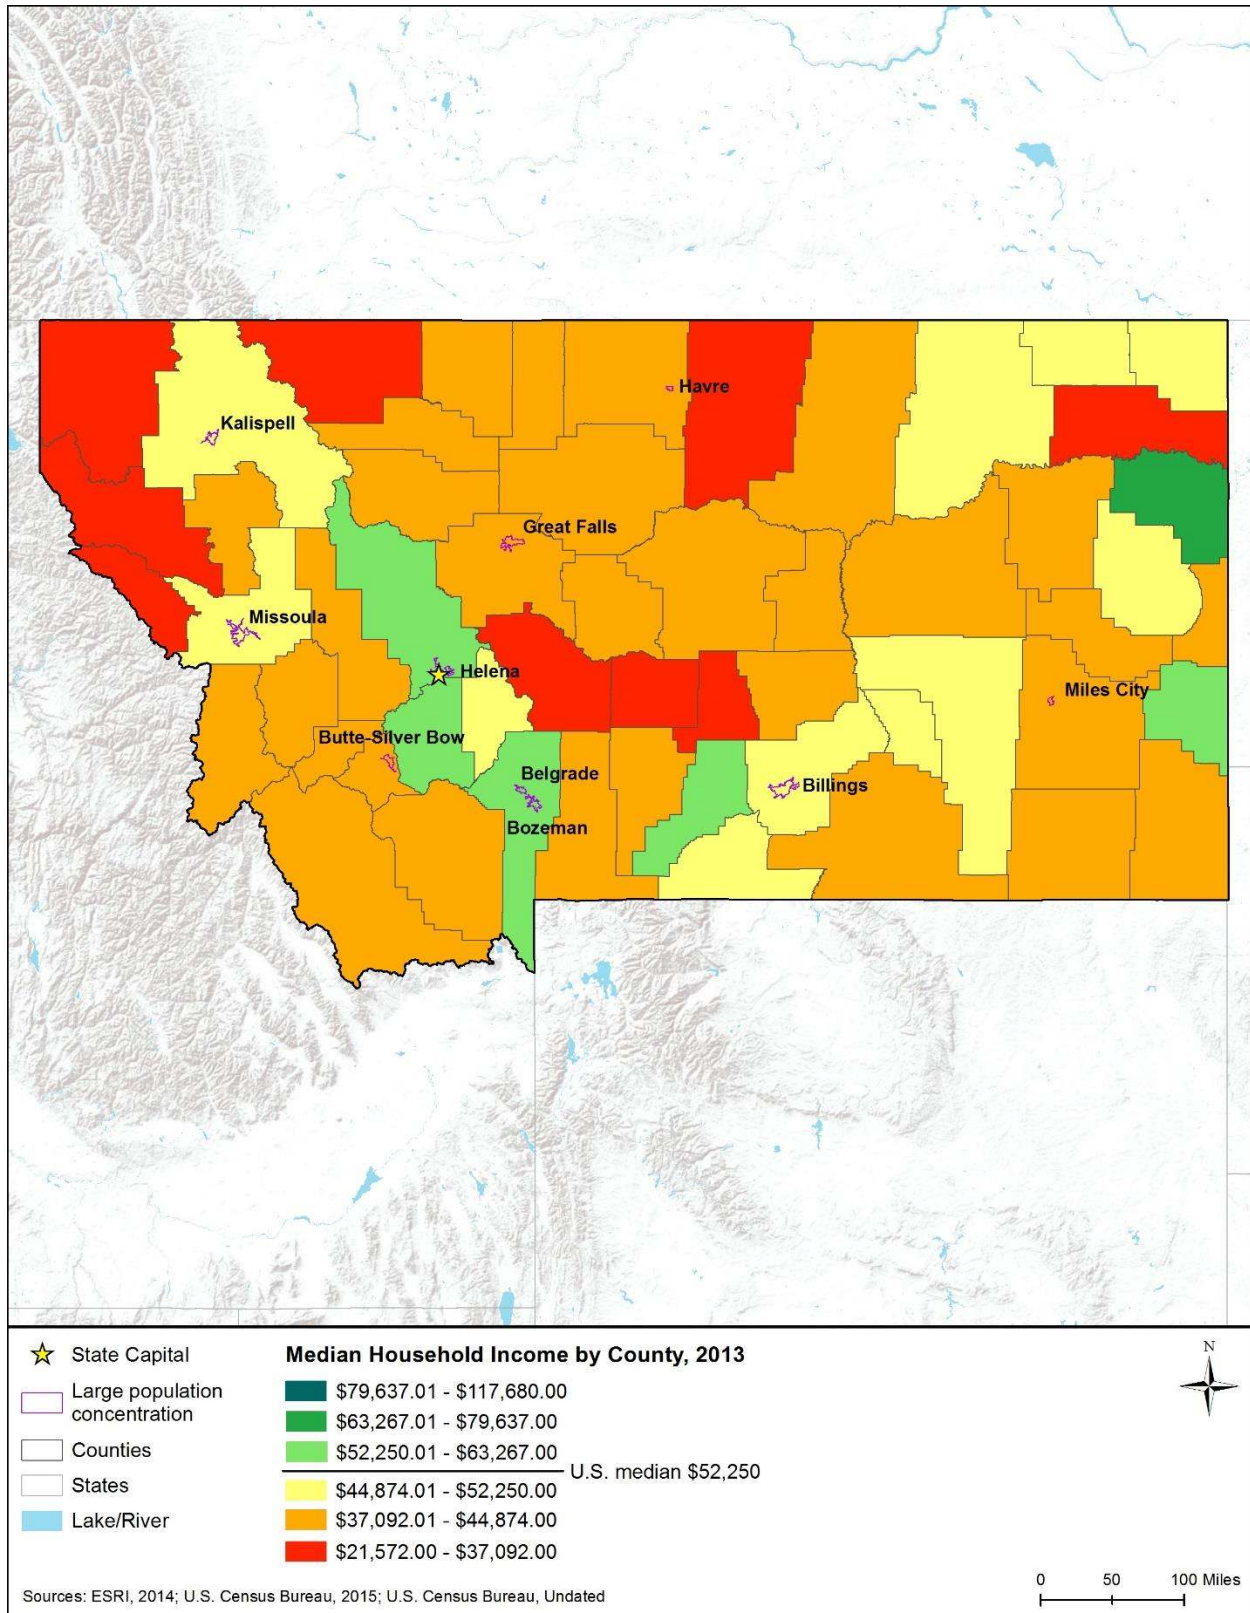 Havre
Kalispell
Great Falls
Missoula
Helena
Miles City
Butte-Silver Bow
Belgrade
Billings
Bozeman
State Capital
Large population
concentration
Counties
States
Lake/River
Median Household Income by County, 2013
$79,637.01 - $117,680.00
$63,267.01 - $79,637.00
$52,250.01 - $63,267.00
U.S. median $52,250
$44,874.01 - $52,250.00
$37,092.01 - $44,874.00
$21,572.00 - $37,092.00
N
0 50 100 Miles
Sources: ESRI, 2014; U.S. Census Bureau, 2015; U.S. Census Bureau, Undated